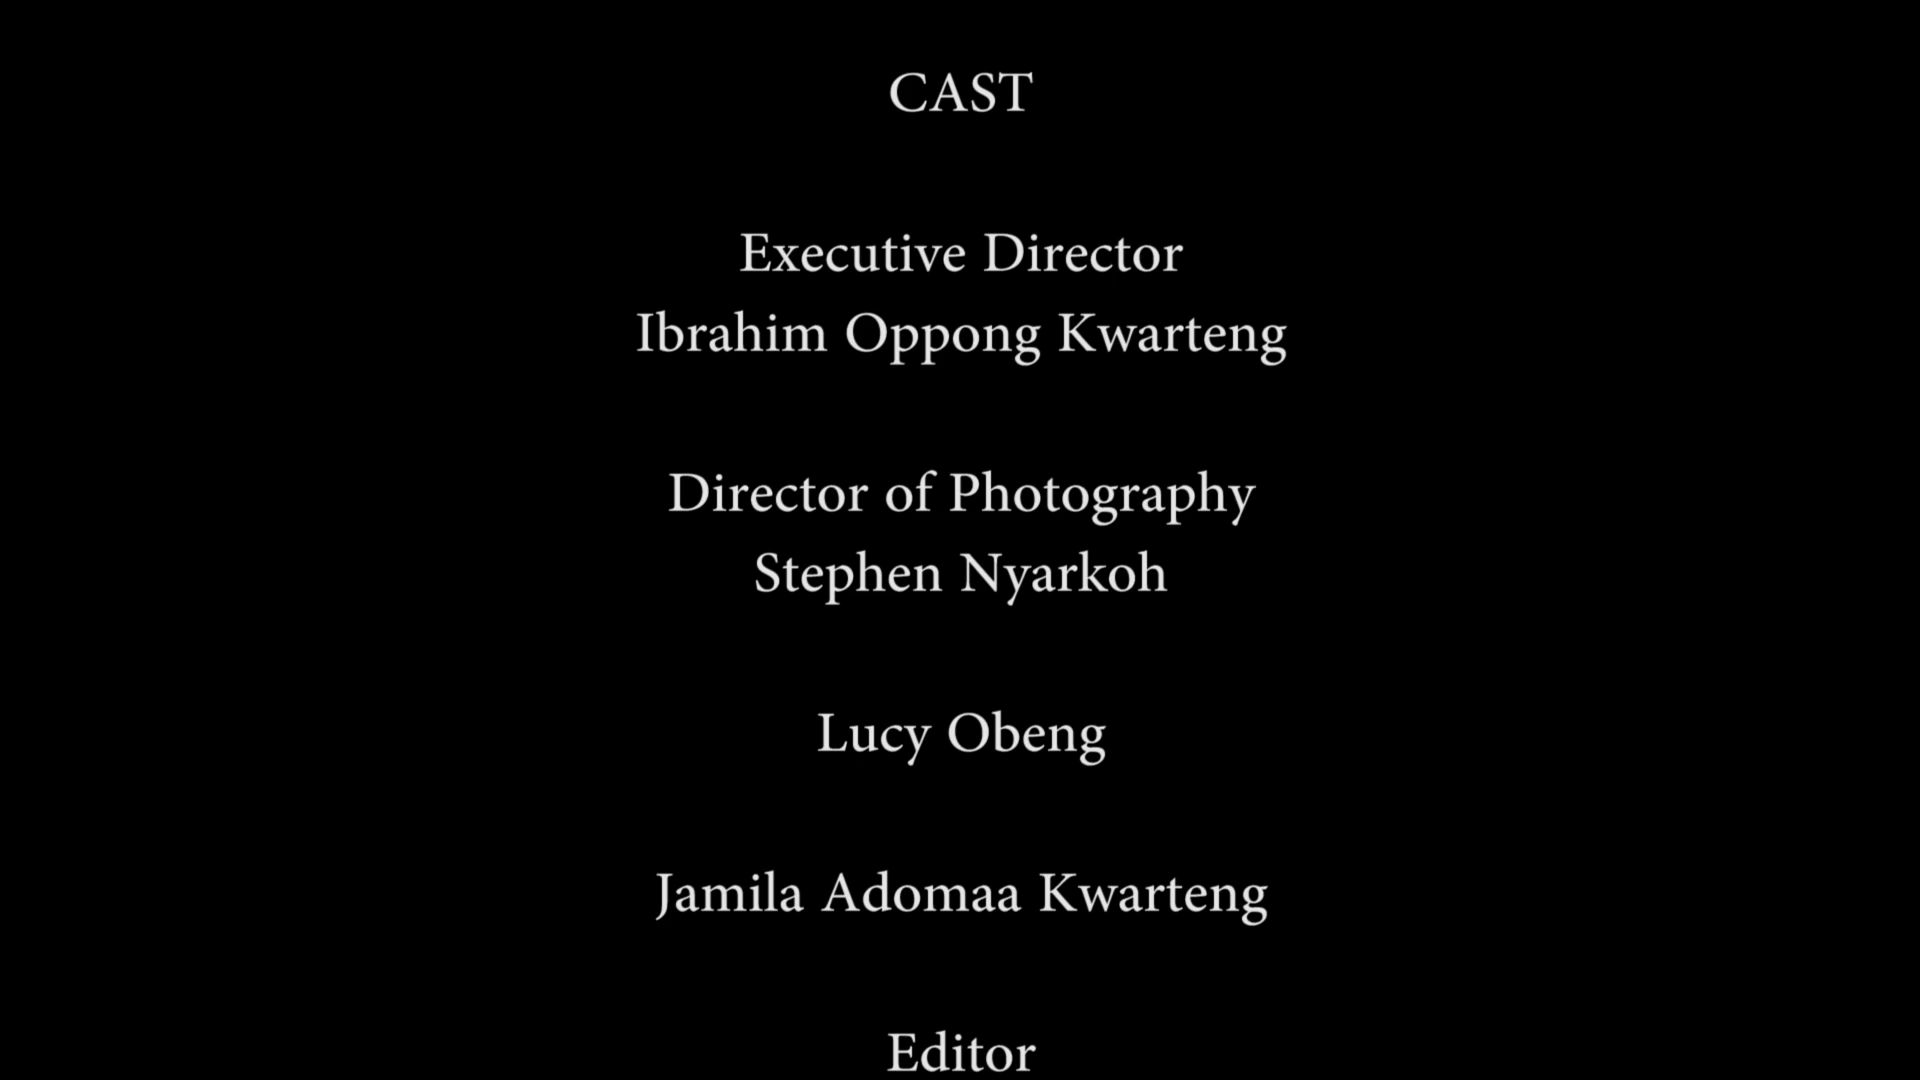 CAST
Executive Director
Ibrahim Oppong Kwarteng
Director of Photography
Stephen Nyarkoh
Lucy Obeng
Jamila Adomaa Kwarteng
Editor